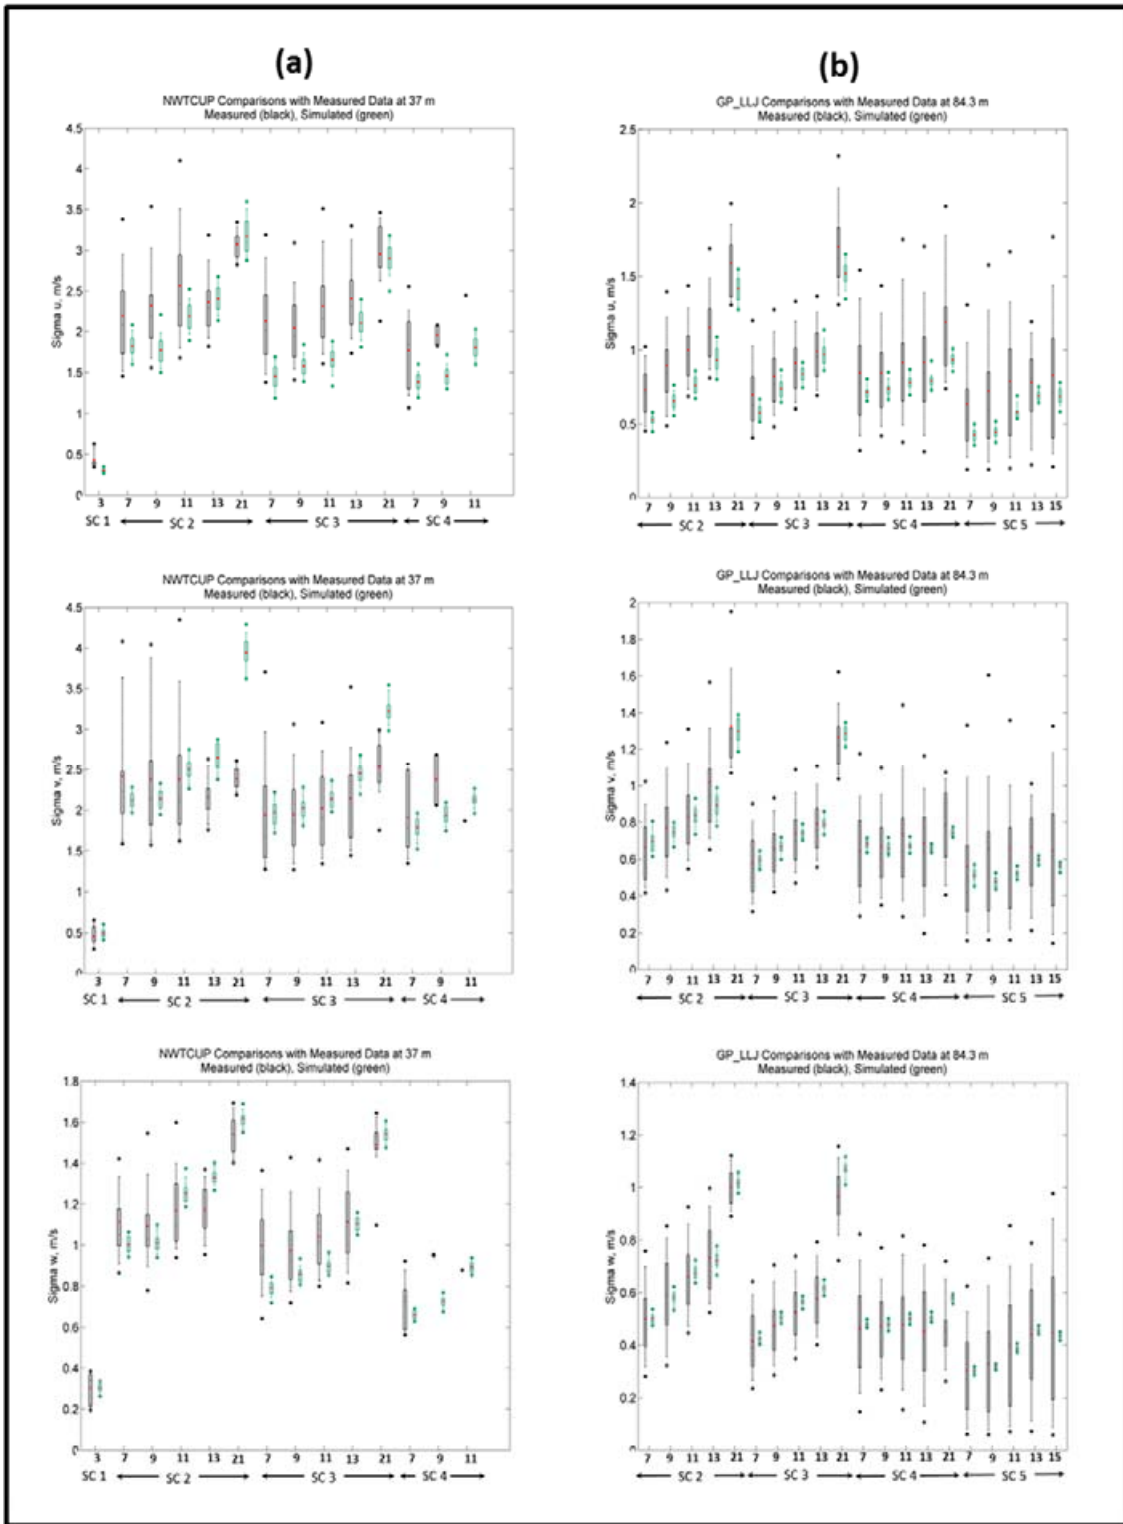 (a)
NWTCUP Comparisons with Measured Data at 37 m
Measured (black), Simulated (green)
4.5
4
3.5
3
2.5
2
1.5
1
0.5
0
Sigma u, m/s
3 7 9 11 13 21 7 9 11 13 21 7 9 11
SC 1 SC 2 SC 3 SC 4
NWTCUP Comparisons with Measured Data at 37 m
Measured (black), Simulated (green)
4.5
4
3.5
3
2.5
2
1.5
1
0.5
0
Sigma v, m/s
3 7 9 11 13 21 7 9 11 13 21 7 9 11
SC 1 SC 2 SC 3 SC 4
NWTCUP Comparisons with Measured Data at 37 m
Measured (black), Simulated (green)
1.8
1.6
1.4
1.2
1
0.8
0.6
0.4
0.2
0
Sigma w, m/s
3 7 9 11 13 21 7 9 11 13 21 7 9 11
SC 1 SC 2 SC 3 SC 4
(b)
GP_LLJ Comparisons with Measured Data at 84.3 m
Measured (black), Simulated (green)
2.5
2
1.5
1
0.5
0
Sigma u, m/s
7 9 11 13 21 7 9 11 13 21 7 9 11 13 21 7 9 11 13 15
SC 2 SC 3 SC 4 SC 5
GP_LLJ Comparisons with Measured Data at 84.3 m
Measured (black), Simulated (green)
2
1.8
1.6
1.4
1.2
1
0.8
0.6
0.4
0.2
0
Sigma v, m/s
7 9 11 13 21 7 9 11 13 21 7 9 11 13 21 7 9 11 13 15
SC 2 SC 3 SC 4 SC 5
GP_LLJ Comparisons with Measured Data at 84.3 m
Measured (black), Simulated (green)
1.4
1.2
1
0.8
0.6
0.4
0.2
0
Sigma w, m/s
7 9 11 13 21 7 9 11 13 21 7 9 11 13 21 7 9 11 13 15
SC 2 SC 3 SC 4 SC 5